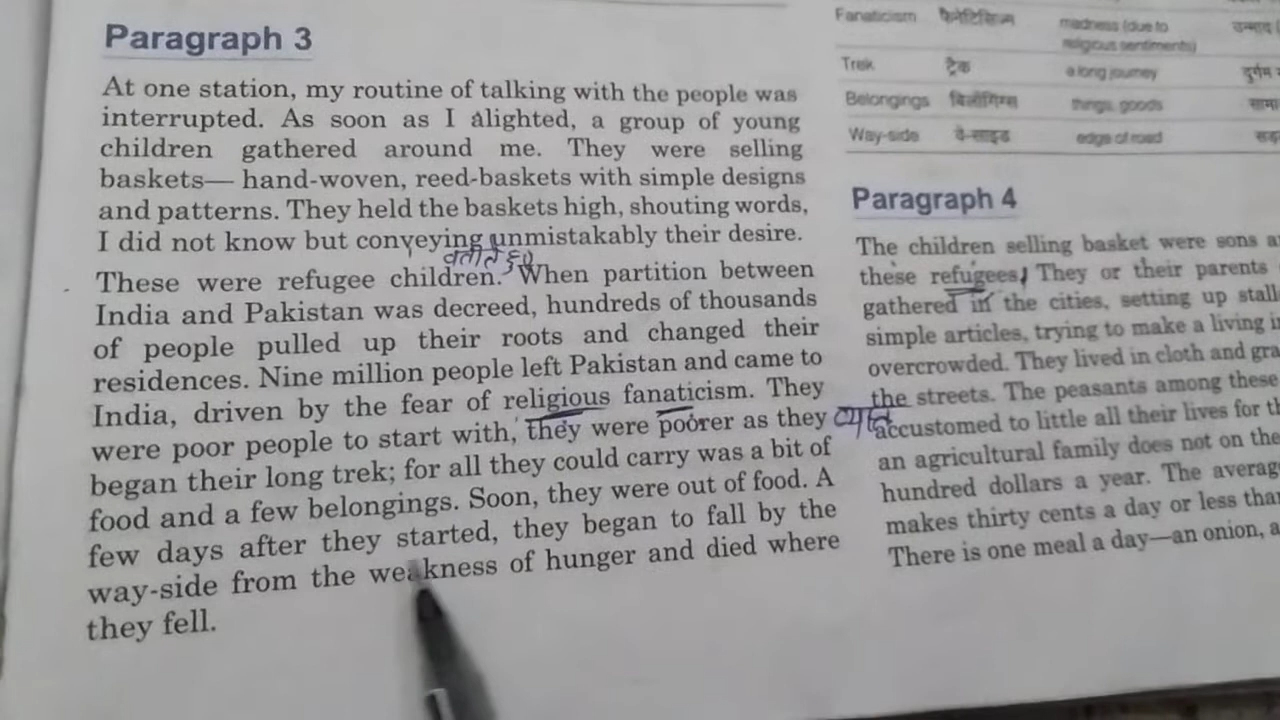 Paragraph 3
At one station, my routine of talking with the people was
interrupted. As soon as I alighted, a group of young
children gathered around me. They were selling
baskets— hand-woven, reed-baskets with simple designs
and patterns. They held the baskets high, shouting words,
I did not know but conveying unmistakably their desire.
These were refugee children. When partition between
India and Pakistan was decreed, hundreds of thousands
of people pulled up their roots and changed their
residences. Nine million people left Pakistan and came to
India, driven by the fear of religious fanaticism. They
were poor people to start with, they were poorer as they
began their long trek; for all they could carry was a bit of
food and a few belongings. Soon, they were out of food. A
few days after they started, they began to fall by the
way-side from the weakness of hunger and died where
they fell.
Fanaticism फैनेटिसिज्म madness (due to religious sentiments) उन्माद
Trek ट्रैक a long journey दुर्गम
Belongings बिलोंगिंग्स things, goods
Way-side वे-साइड edge of road
Paragraph 4
The children selling basket were sons
these refugees. They or their parents
gathered in the cities, setting up stall
simple articles, trying to make a living
overcrowded. They lived in cloth and
the streets. The peasants among these
accustomed to little all their lives for
an agricultural family does not on the
hundred dollars a year. The
makes thirty cents a day or less
There is one meal a day—an onion,